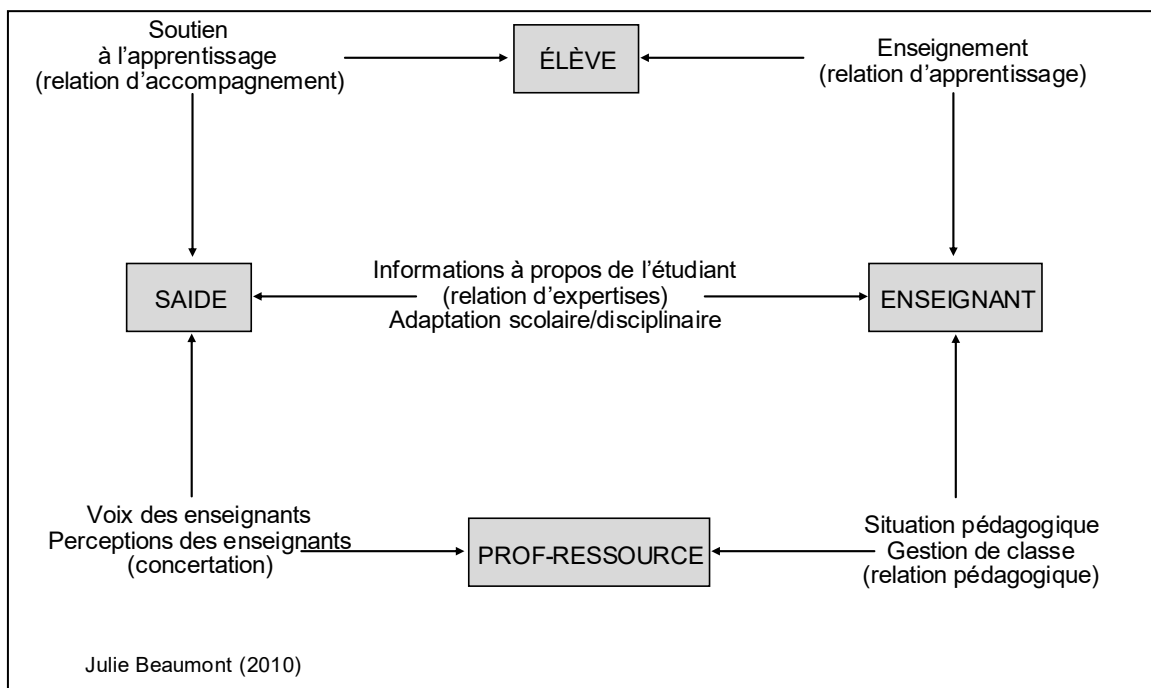 Soutien
à l’apprentissage
(relation d’accompagnement)
ÉLÈVE
Enseignement
(relation d’apprentissage)
SAIDE
Informations à propos de l’étudiant
(relation d’expertises)
Adaptation scolaire/disciplinaire
ENSEIGNANT
Voix des enseignants
Perceptions des enseignants
(concertation)
PROF-RESSOURCE
Situation pédagogique
Gestion de classe
(relation pédagogique)
Julie Beaumont (2010)